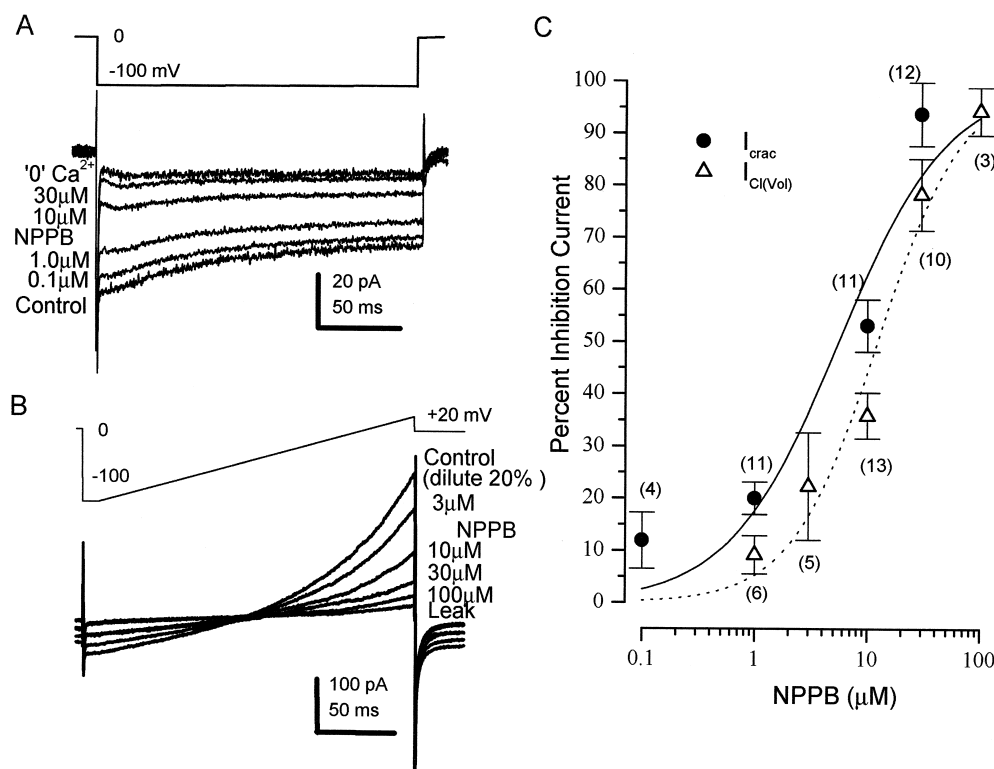 A
0
-100 mV
'0' Ca2+
30μM
10μM
NPPB
1.0μM
0.1μM
Control
20 pA
50 ms
B
0
-100
+20 mV
Control
(dilute 20% )
3μM
NPPB
10μM
30μM
100μM
Leak
100 pA
50 ms
C
Percent Inhibition Current
100
90
80
70
60
50
40
30
20
10
0
Icrac
ICl(Vol)
(12)
(3)
(10)
(11)
(13)
(4)
(11)
(5)
(6)
0.1
1
10
100
NPPB (μM)